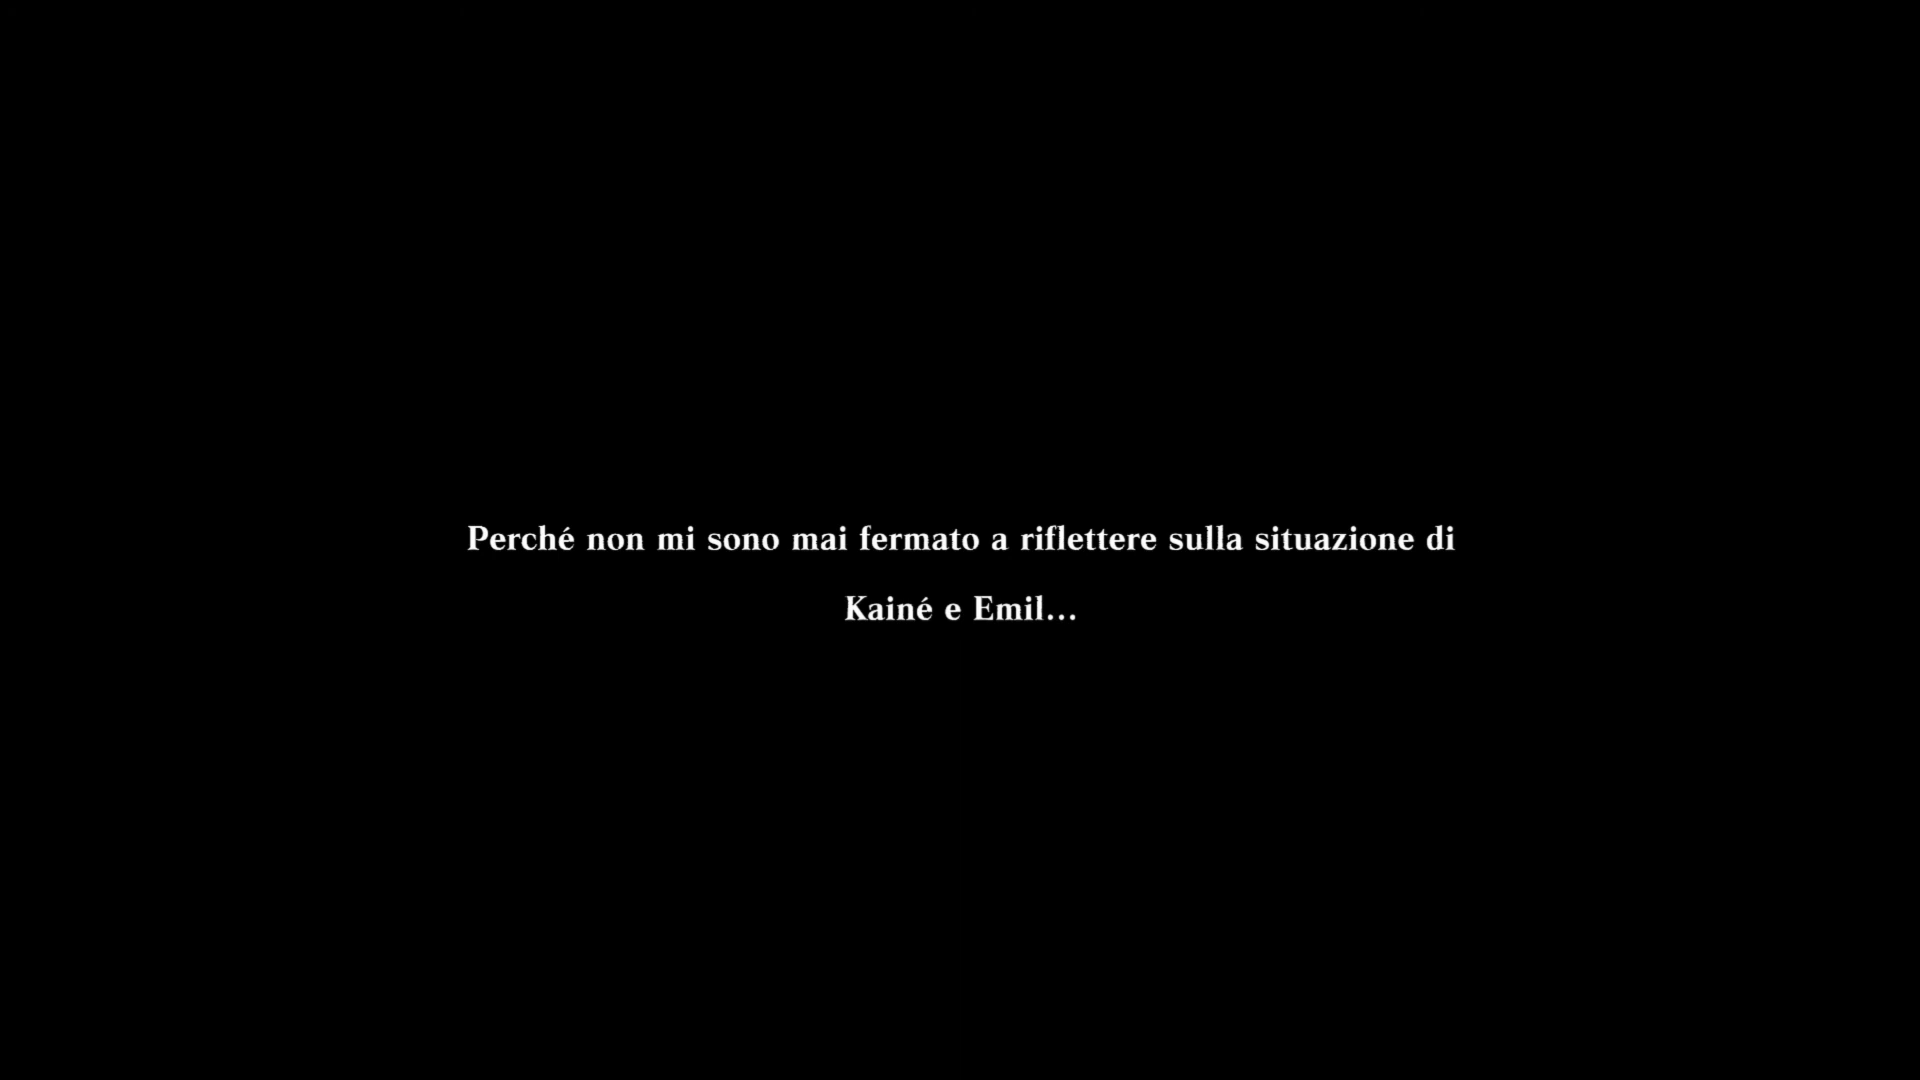 Perché non mi sono mai fermato a riflettere sulla situazione di
Kainé e Emil...